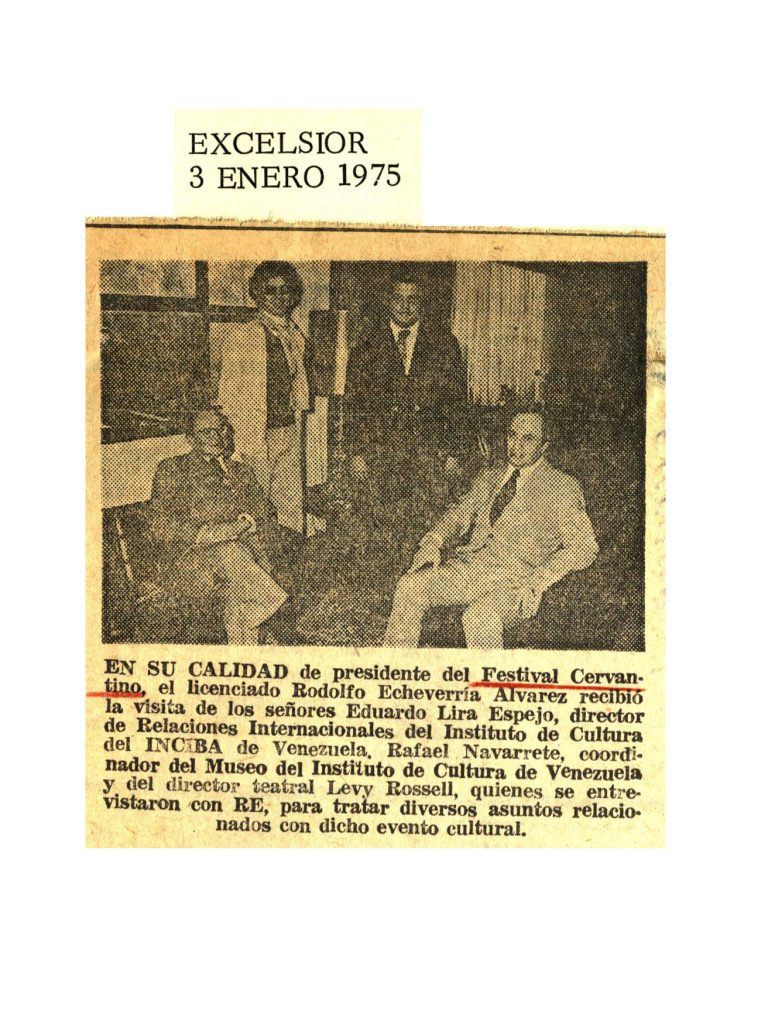 EXCELSIOR
3 ENERO 1975
EN SU CALIDAD de presidente del Festival Cervan-
tino, el licenciado Rodolfo Echeverría Alvarez recibió
la visita de los señores Eduardo Lira Espejo, director
de Relaciones Internacionales del Instituto de Cultura
del INCIBA de Venezuela, Rafael Navarrete, coordi-
nador del Museo del Instituto de Cultura de Venezuela
y del director teatral Levy Rossell, quienes se entre-
vistaron con RE, para tratar diversos asuntos relacio-
nados con dicho evento cultural.